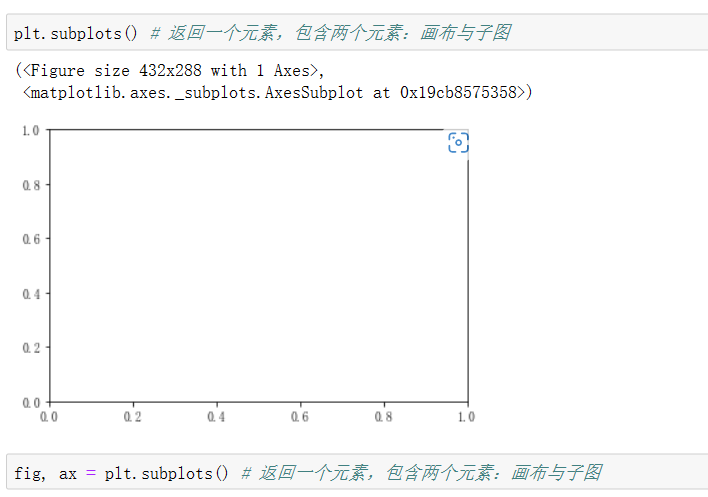 plt.subplots() # 返回一个元素，包含两个元素：画布与子图
(<Figure size 432x288 with 1 Axes>,
<matplotlib.axes._subplots.AxesSubplot at 0x19cb8575358>)
1.0
0.8
0.6
0.4
0.2
0.0
0.0 0.2 0.4 0.6 0.8 1.0
fig, ax = plt.subplots() # 返回一个元素，包含两个元素：画布与子图